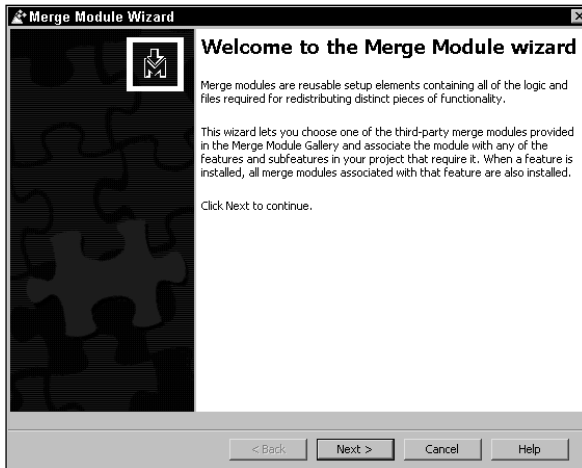 Merge Module Wizard
Welcome to the Merge Module wizard
Merge modules are reusable setup elements containing all of the logic and
files required for redistributing distinct pieces of functionality.
This wizard lets you choose one of the third-party merge modules provided
in the Merge Module Gallery and associate the module with any of the
features and subfeatures in your project that require it. When a feature is
installed, all merge modules associated with that feature are also installed.
Click Next to continue.
< Back Next > Cancel Help